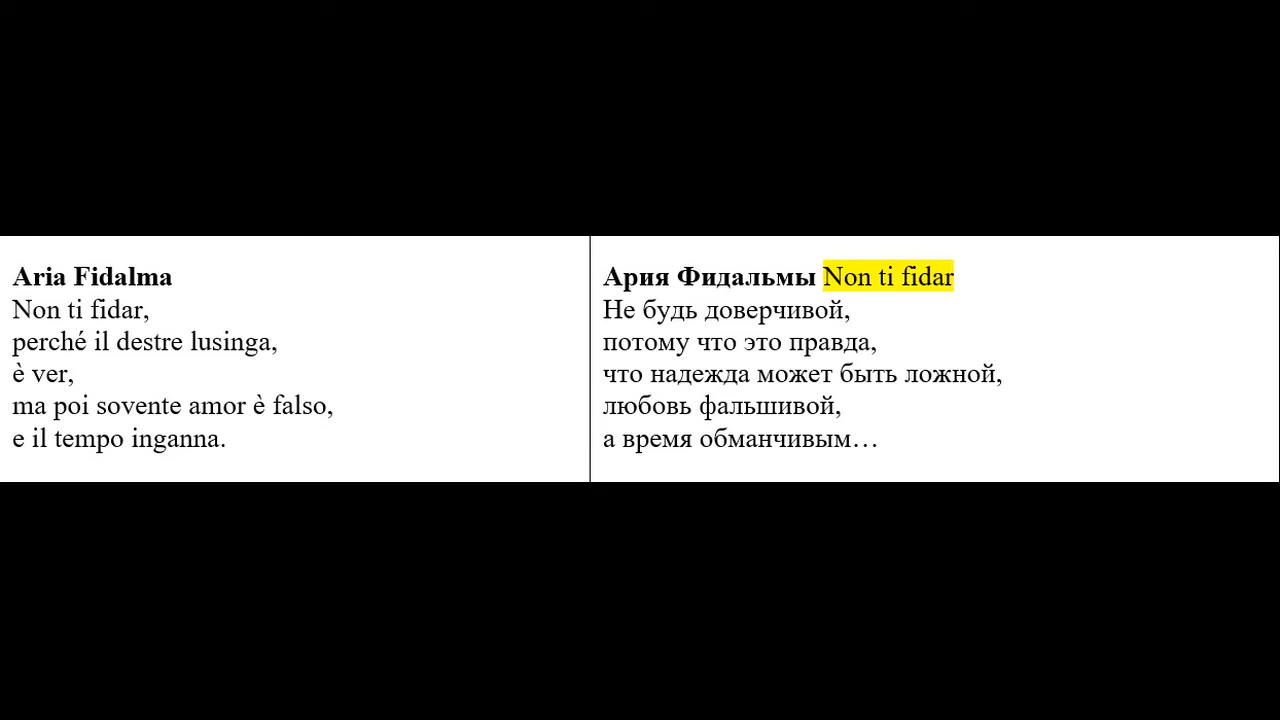 Aria Fidalma
Non ti fidar,
perché il destre lusinga,
è ver,
ma poi sovente amor è falso,
e il tempo inganna.
Ария Фидальмы Non ti fidar
Не будь доверчивой,
потому что это правда,
что надежда может быть ложной,
любовь фальшивой,
а время обманчивым…